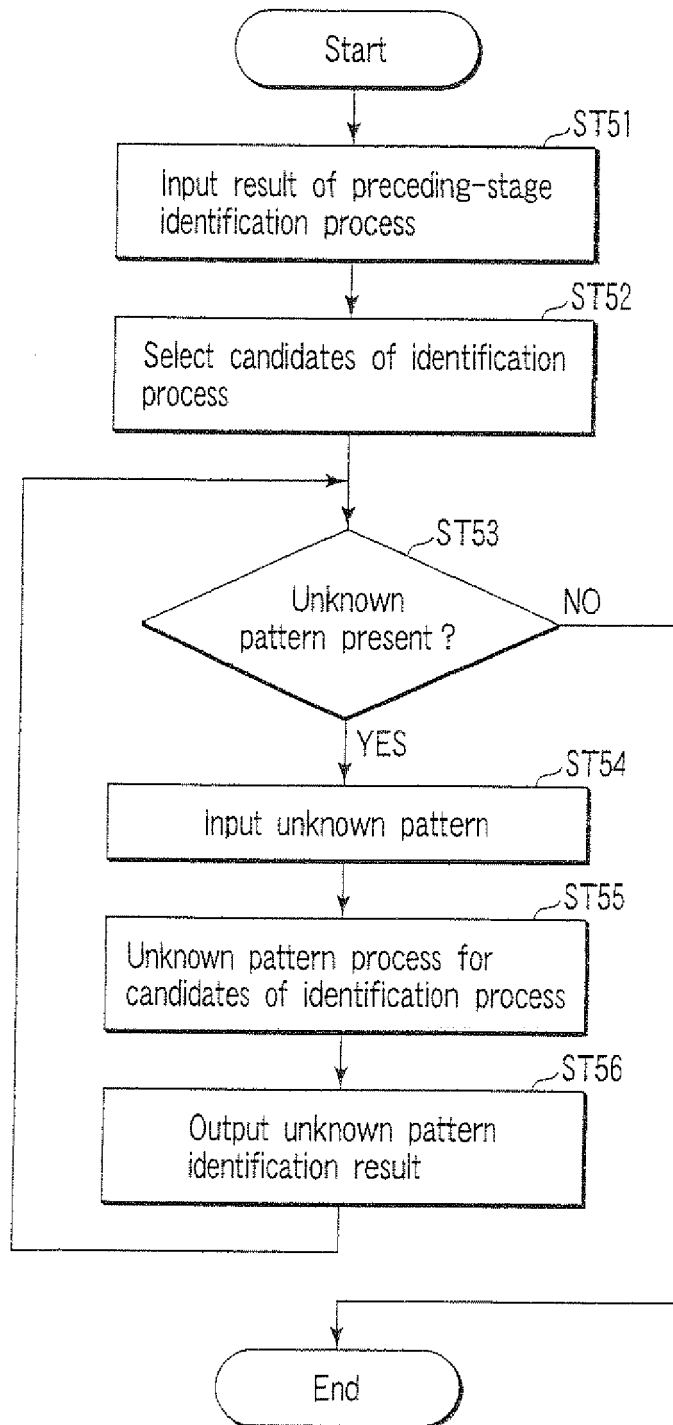 Start
ST51
Input result of preceding-stage
identification process
ST52
Select candidates of identification
process
ST53
Unknown
pattern present?
NO
YES
ST54
Input unknown pattern
ST55
Unknown pattern process for
candidates of identification process
ST56
Output unknown pattern
identification result
End